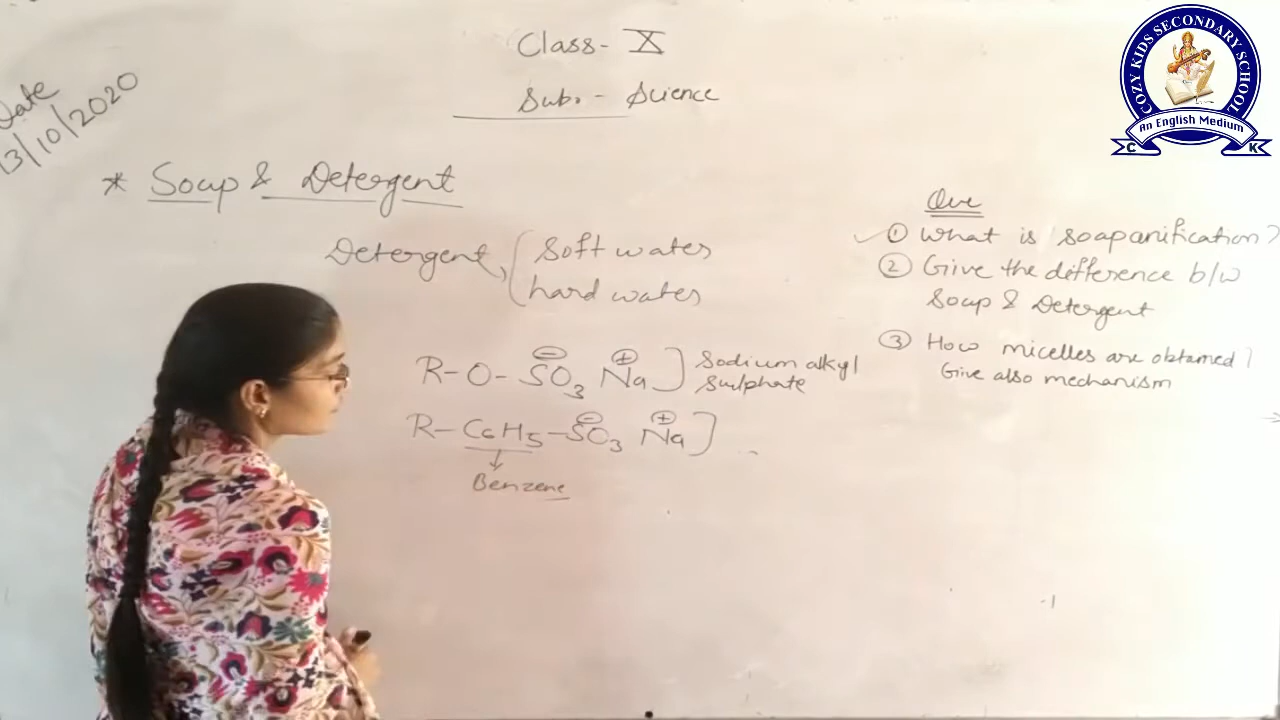 Class- X
Sub:- Science
Date
13/10/2020
* Soap & Detergent
Detergent, soft water
hard water
R-O-SO3⊖ Na⊕ ] Sodium alkyl
Sulphate
R-C6H5-SO3⊖ Na⊕ ]
Benzene
Que
① What is soapanification?
② Give the difference b/w
Soap & Detergent
③ How micelles are obtained?
Give also mechanism
COZY KIDS SECONDARY SCHOOL
An English Medium
C K